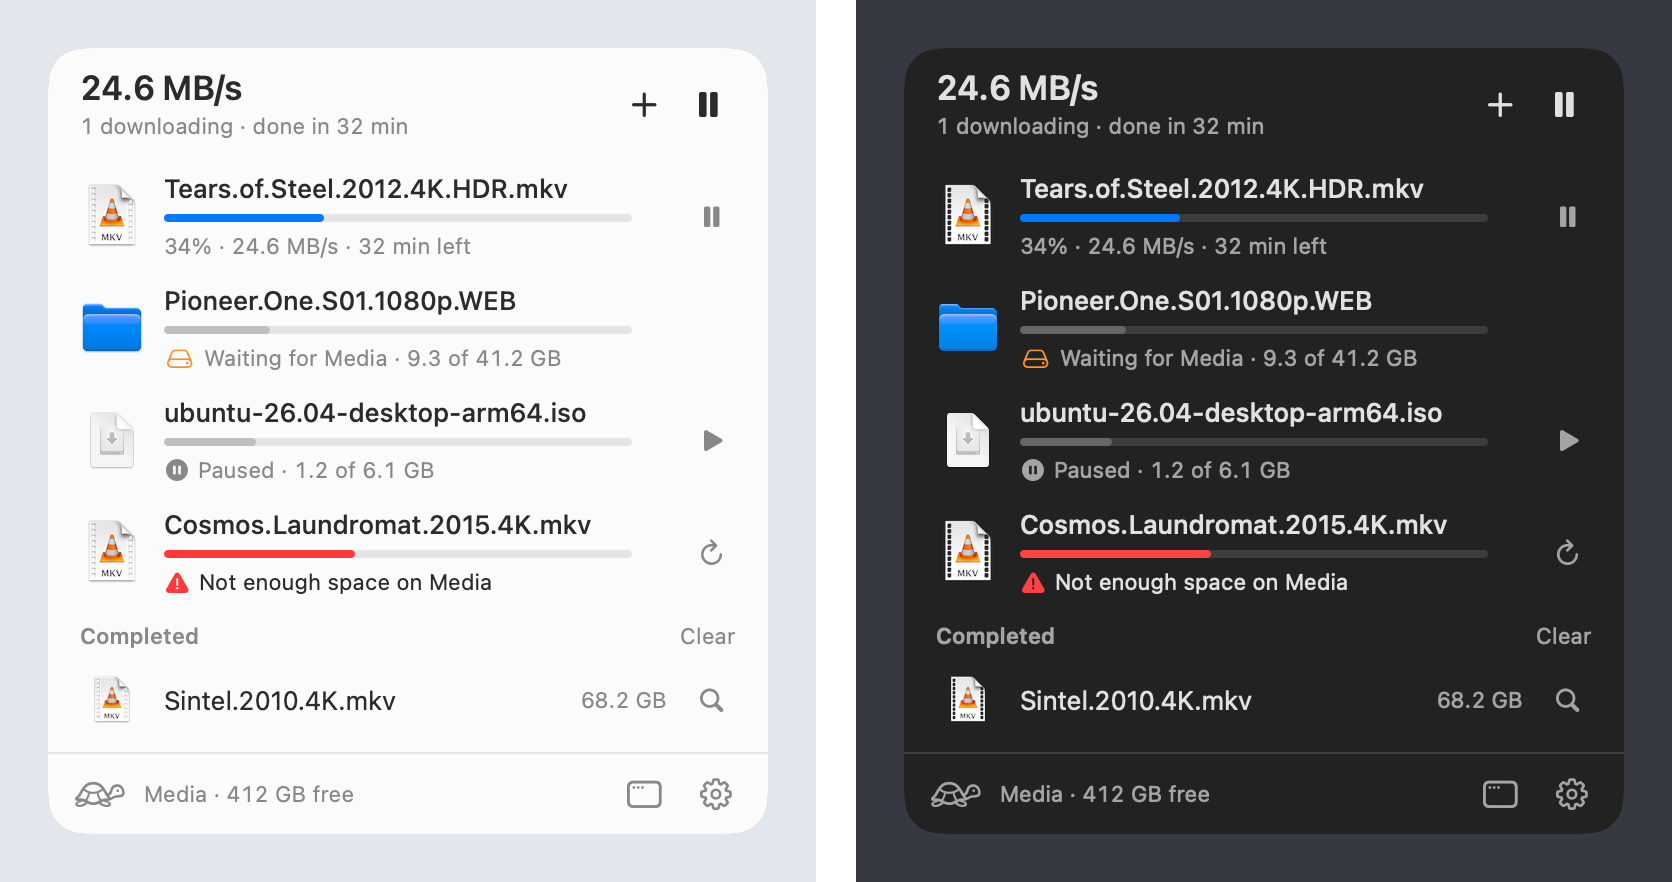 24.6 MB/s
1 downloading · done in 32 min
Tears.of.Steel.2012.4K.HDR.mkv
MKV
34% · 24.6 MB/s · 32 min left
Pioneer.One.S01.1080p.WEB
Waiting for Media · 9.3 of 41.2 GB
ubuntu-26.04-desktop-arm64.iso
Paused · 1.2 of 6.1 GB
Cosmos.Laundromat.2015.4K.mkv
MKV
Not enough space on Media
Completed Clear
Sintel.2010.4K.mkv 68.2 GB
MKV
Media · 412 GB free
24.6 MB/s
1 downloading · done in 32 min
Tears.of.Steel.2012.4K.HDR.mkv
MKV
34% · 24.6 MB/s · 32 min left
Pioneer.One.S01.1080p.WEB
Waiting for Media · 9.3 of 41.2 GB
ubuntu-26.04-desktop-arm64.iso
Paused · 1.2 of 6.1 GB
Cosmos.Laundromat.2015.4K.mkv
MKV
Not enough space on Media
Completed Clear
Sintel.2010.4K.mkv 68.2 GB
MKV
Media · 412 GB free